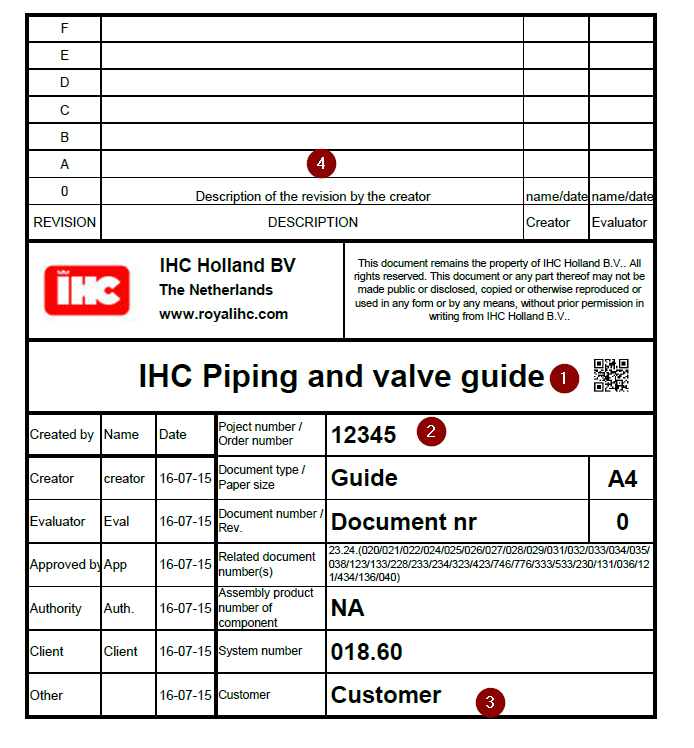 F
E
D
C
B
A 4
0 Description of the revision by the creator name/date name/date
REVISION DESCRIPTION Creator Evaluator
IHC
IHC Holland BV
The Netherlands
www.royalihc.com
This document remains the property of IHC Holland B.V.. All
rights reserved. This document or any part thereof may not be
made public or disclosed, copied or otherwise reproduced or
used in any form or by any means, without prior permission in
writing from IHC Holland B.V..
IHC Piping and valve guide 1
Created by Name Date Poject number /
Order number 12345 2
Creator creator 16-07-15 Document type /
Paper size Guide A4
Evaluator Eval 16-07-15 Document number /
Rev. Document nr 0
Approved by App 16-07-15 Related document
number(s)
23.24.(020/021/022/024/025/026/027/028/029/031/032/033/034/035/
038/123/133/228/233/234/323/423/746/776/333/533/230/131/036/12
1/434/136/040)
Authority Auth. 16-07-15 Assembly product
number of
component NA
Client Client 16-07-15 System number 018.60
Other 16-07-15 Customer Customer 3